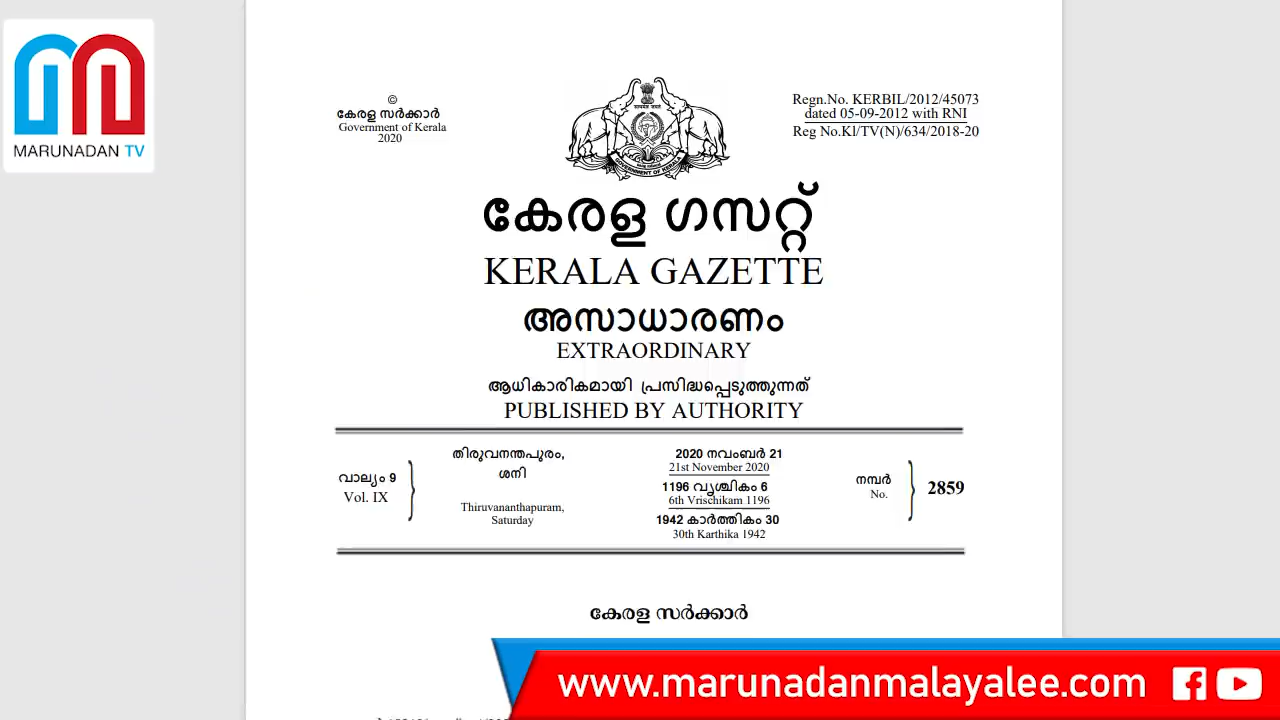 MARUNADAN TV
©
കേരള സർക്കാർ
Government of Kerala
2020
Regn.No. KERBIL/2012/45073
dated 05-09-2012 with RNI
Reg No.Kl/TV(N)/634/2018-20
കേരള ഗസറ്റ്
KERALA GAZETTE
അസാധാരണം
EXTRAORDINARY
ആധികാരികമായി പ്രസിദ്ധപ്പെടുത്തുന്നത്
PUBLISHED BY AUTHORITY
വാല്യം 9
Vol. IX
തിരുവനന്തപുരം,
ശനി
Thiruvananthapuram,
Saturday
2020 നവംബർ 21
21st November 2020
1196 വൃശ്ചികം 6
6th Vrischikam 1196
1942 കാർത്തികം 30
30th Karthika 1942
നമ്പർ
No.
2859
കേരള സർക്കാർ
www.marunadanmalayalee.com